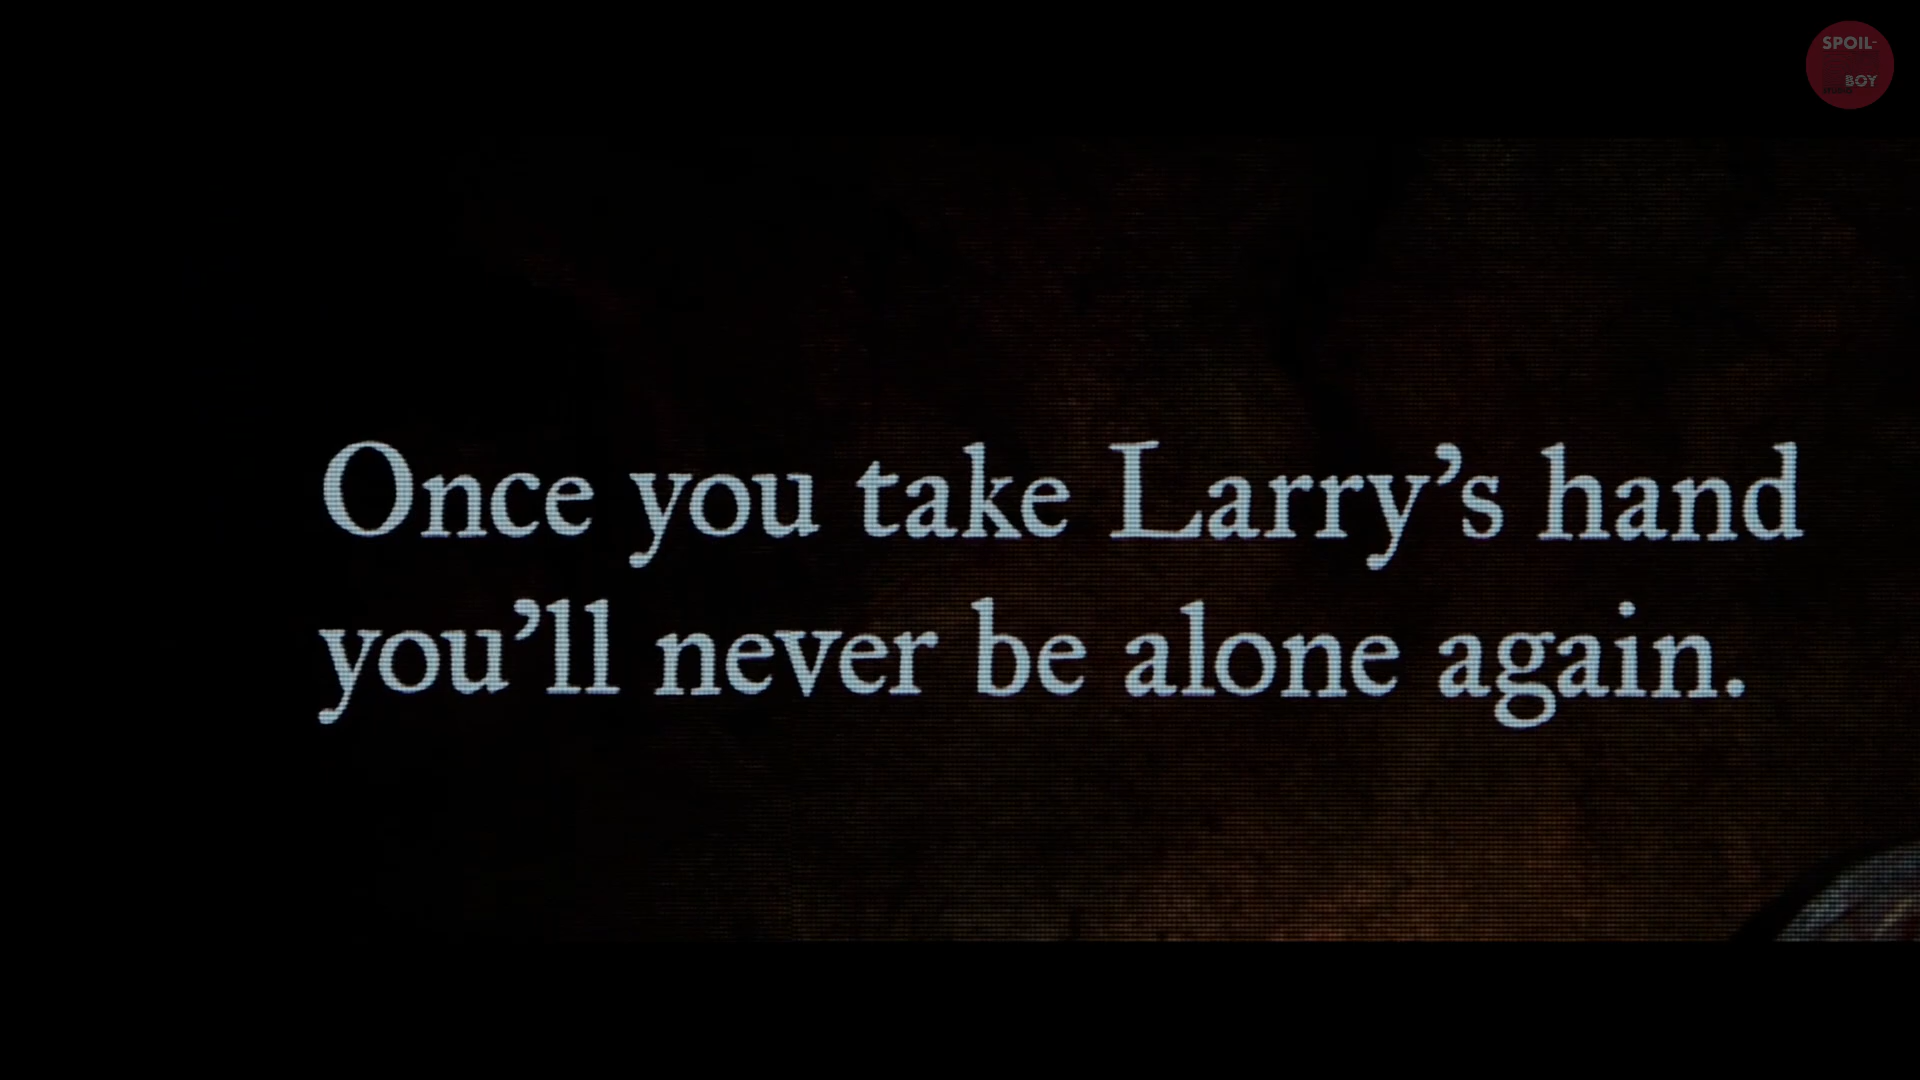 SPOIL-
BOY
Once you take Larry’s hand
you’ll never be alone again.